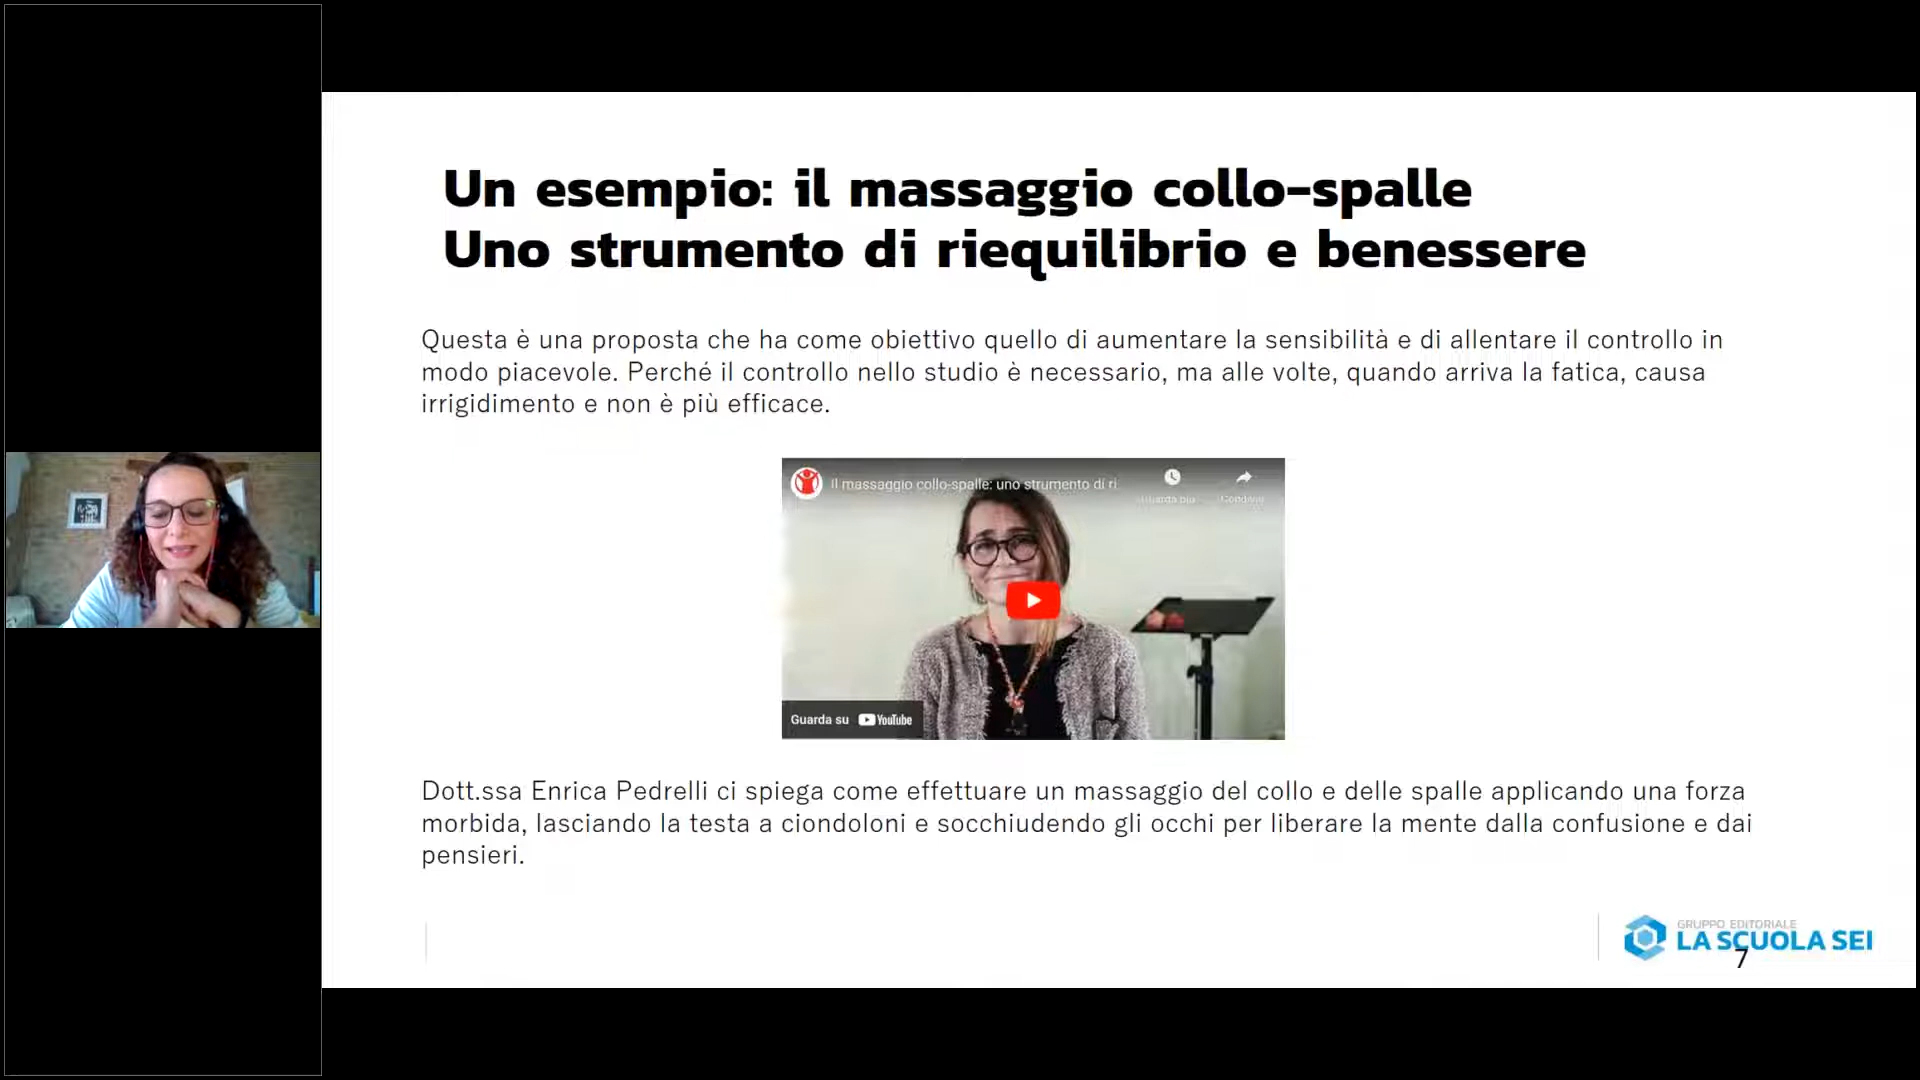 Un esempio: il massaggio collo-spalle
Uno strumento di riequilibrio e benessere
Questa è una proposta che ha come obiettivo quello di aumentare la sensibilità e di allentare il controllo in
modo piacevole. Perché il controllo nello studio è necessario, ma alle volte, quando arriva la fatica, causa
irrigidimento e non è più efficace.
Il massaggio collo-spalle: uno strumento di ri
Guarda più
Condividi
Guarda su YouTube
Dott.ssa Enrica Pedrelli ci spiega come effettuare un massaggio del collo e delle spalle applicando una forza
morbida, lasciando la testa a ciondoloni e socchiudendo gli occhi per liberare la mente dalla confusione e dai
pensieri.
GRUPPO EDITORIALE
LA SCUOLA SEI
7